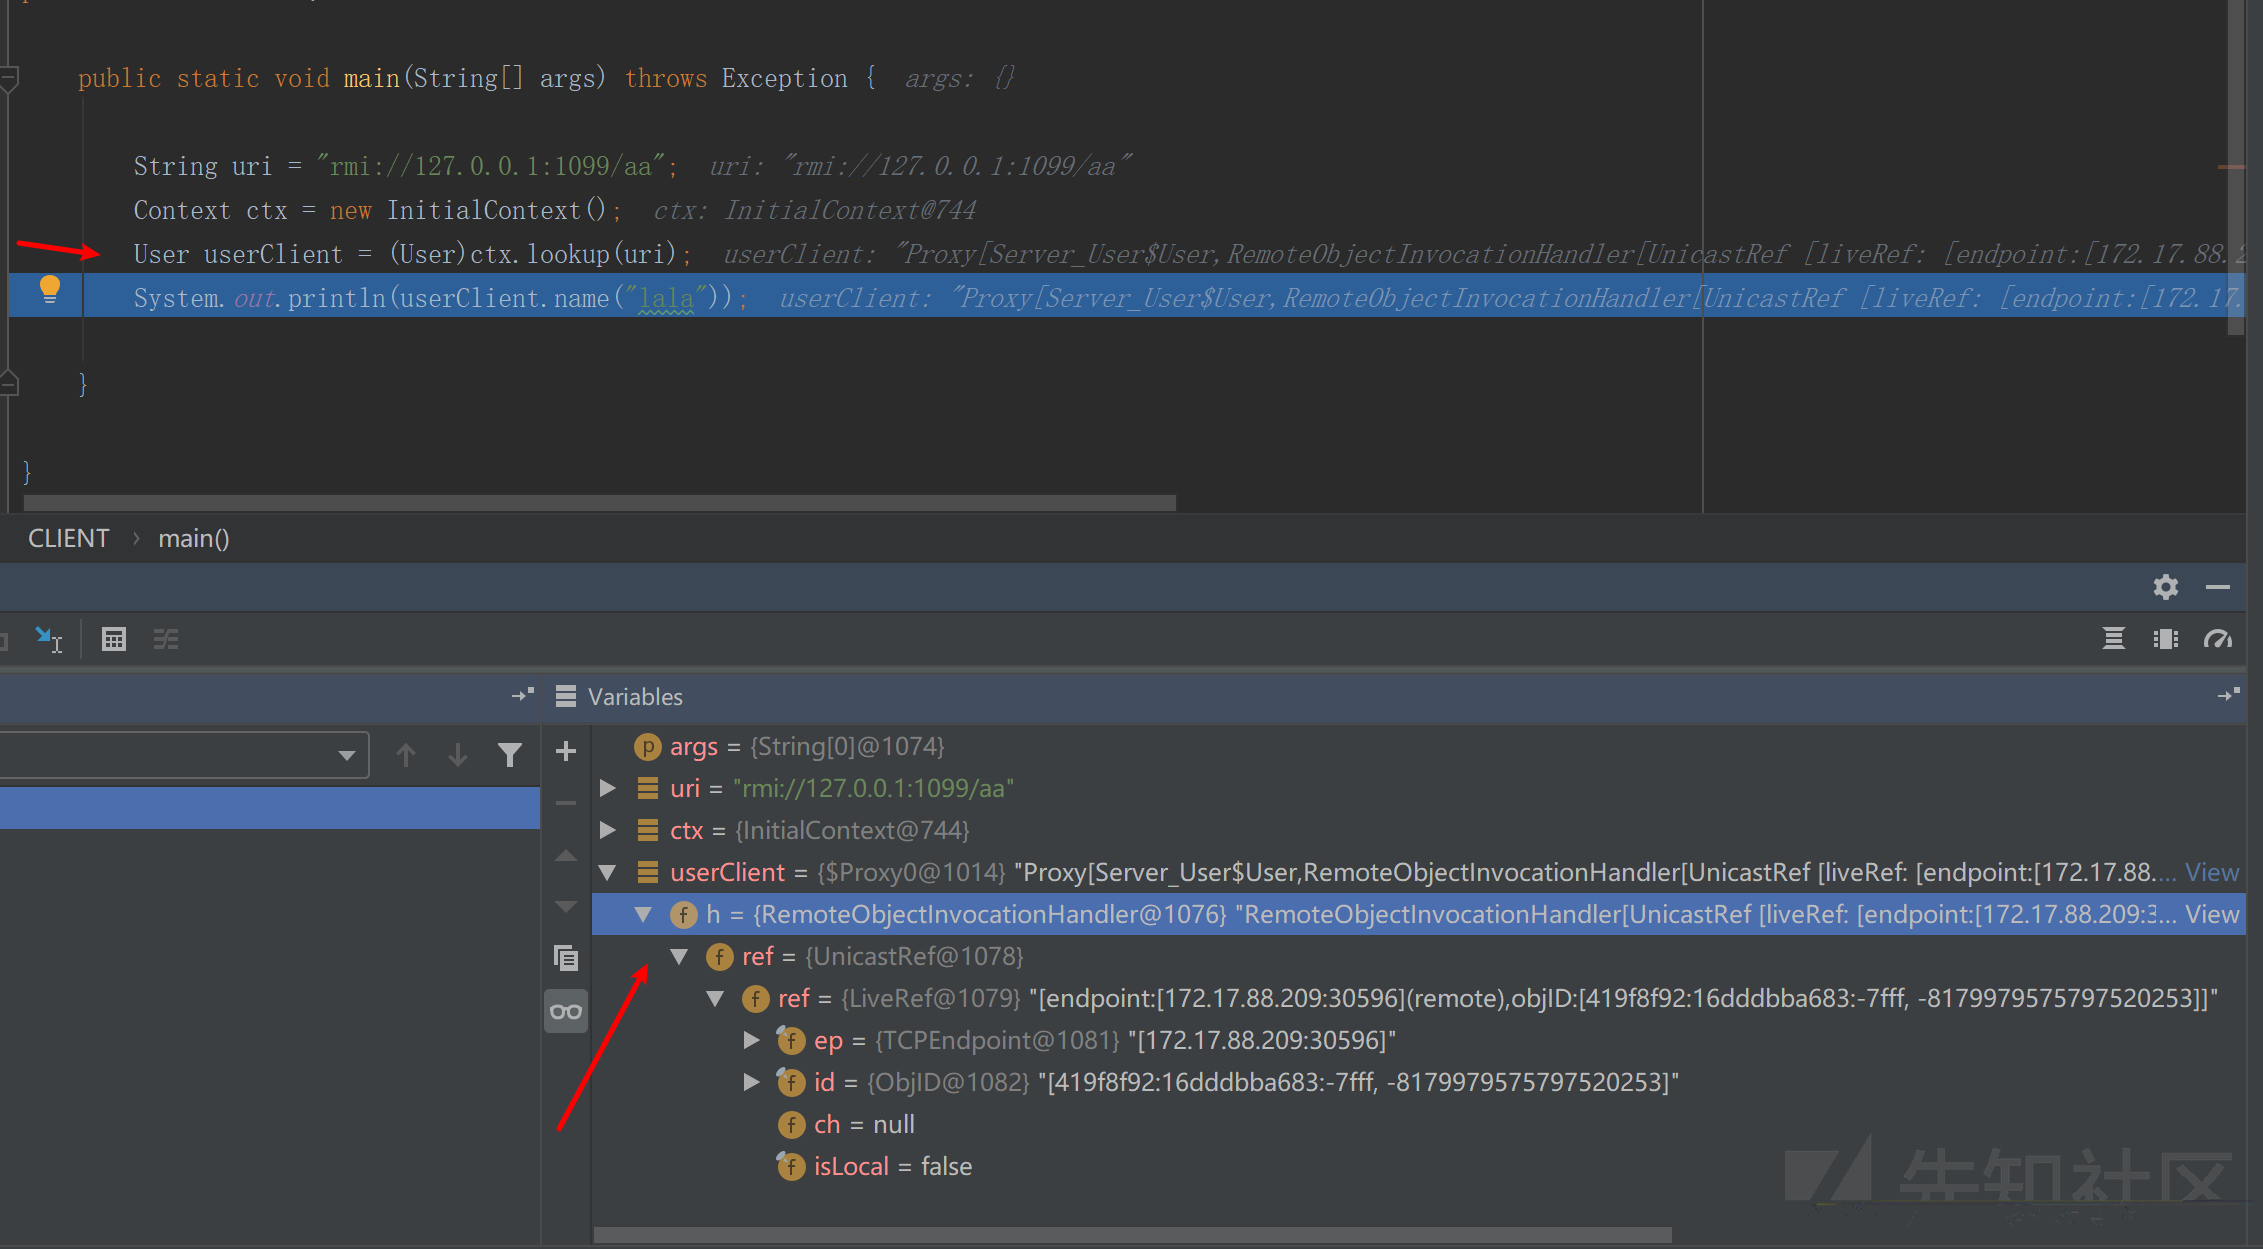 public static void main(String[] args) throws Exception { args: {}
String uri = "rmi://127.0.0.1:1099/aa"; uri: "rmi://127.0.0.1:1099/aa"
Context ctx = new InitialContext(); ctx: InitialContext@744
User userClient = (User)ctx.lookup(uri); userClient: "Proxy[Server_User$User,RemoteObjectInvocationHandler[UnicastRef [liveRef: [endpoint:[172.17.88.2
System.out.println(userClient.name("lala")); userClient: "Proxy[Server_User$User,RemoteObjectInvocationHandler[UnicastRef [liveRef: [endpoint:[172.17.
}
}
CLIENT › main()
Variables
p args = {String[0]@1074}
uri = "rmi://127.0.0.1:1099/aa"
ctx = {InitialContext@744}
userClient = {$Proxy0@1014} "Proxy[Server_User$User,RemoteObjectInvocationHandler[UnicastRef [liveRef: [endpoint:[172.17.88.... View
f h = {RemoteObjectInvocationHandler@1076} "RemoteObjectInvocationHandler[UnicastRef [liveRef: [endpoint:[172.17.88.209:3... View
f ref = {UnicastRef@1078}
f ref = {LiveRef@1079} "[endpoint:[172.17.88.209:30596](remote),objID:[419f8f92:16dddbba683:-7fff, -8179979575797520253]]"
f ep = {TCPEndpoint@1081} "[172.17.88.209:30596]"
f id = {ObjID@1082} "[419f8f92:16dddbba683:-7fff, -8179979575797520253]"
f ch = null
f isLocal = false
先知社区